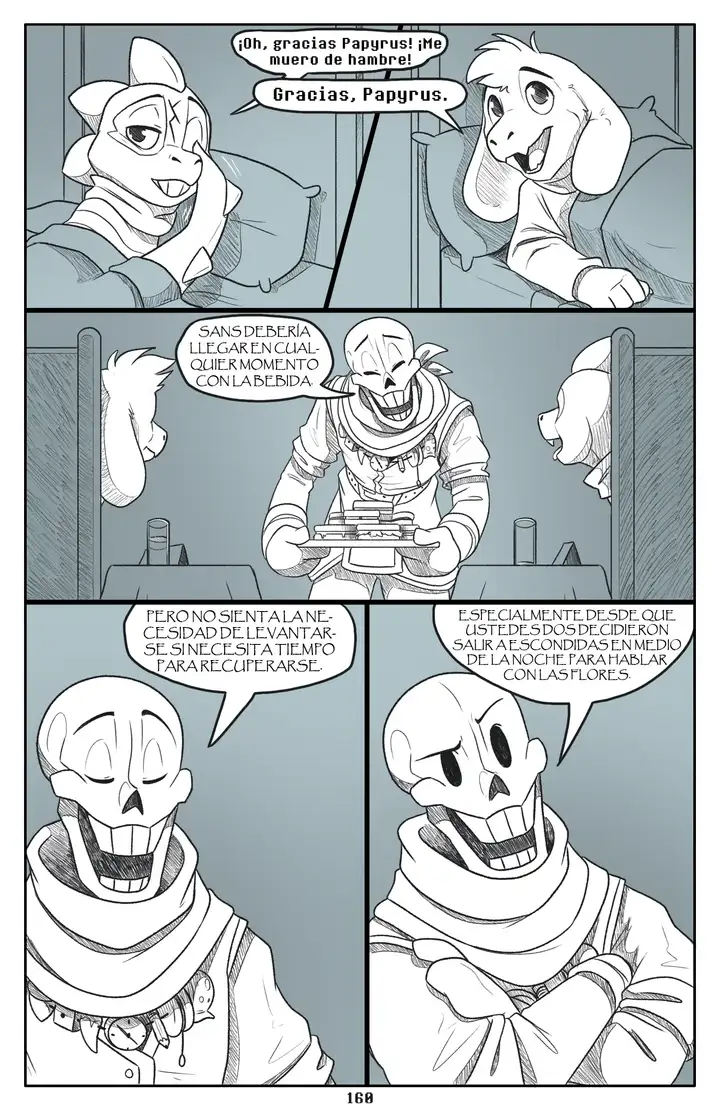 ¡Oh, gracias Papyrus! ¡Me
muero de hambre!
Gracias, Papyrus.
SANS DEBERÍA
LLEGAR EN CUAL-
QUIER MOMENTO
CON LA BEBIDA.
PERO NO SIENTA LA NE-
CESIDAD DE LEVANTAR-
SE SI NECESITA TIEMPO
PARA RECUPERARSE.
ESPECIALMENTE DESDE QUE
USTEDES DOS DECIDIERON
SALIR A ESCONDIDAS EN MEDIO
DE LA NOCHE PARA HABLAR
CON LAS FLORES.
160